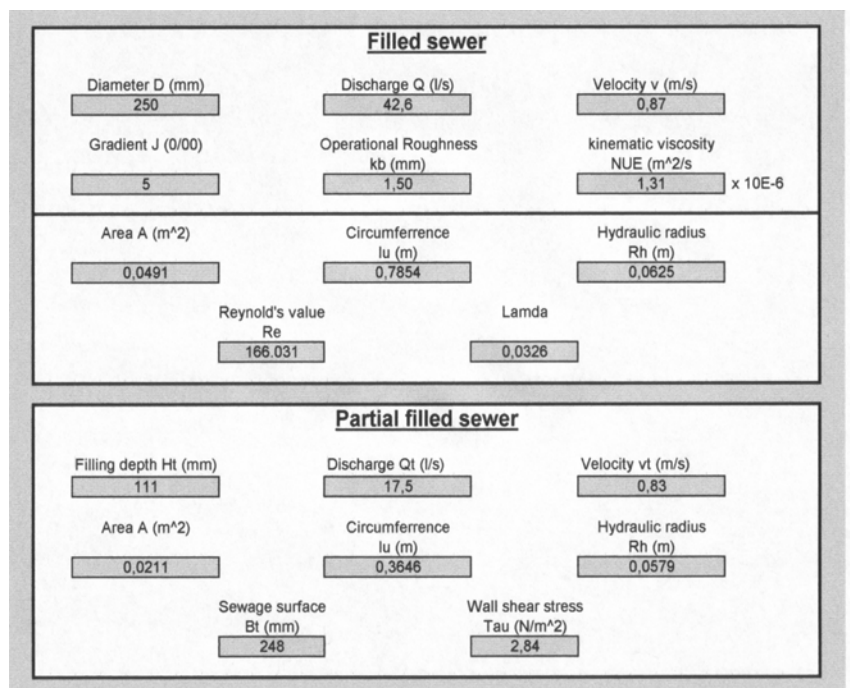 Filled sewer
Diameter D (mm) Discharge Q (l/s) Velocity v (m/s)
250 42,6 0,87
Gradient J (0/00) Operational Roughness kinematic viscosity
kb (mm) NUE (m^2/s
5 1,50 1,31 x 10E-6
Area A (m^2) Circumferrence Hydraulic radius
lu (m) Rh (m)
0,0491 0,7854 0,0625
Reynold's value Lamda
Re
166.031 0,0326
Partial filled sewer
Filling depth Ht (mm) Discharge Qt (l/s) Velocity vt (m/s)
111 17,5 0,83
Area A (m^2) Circumferrence Hydraulic radius
lu (m) Rh (m)
0,0211 0,3646 0,0579
Sewage surface Wall shear stress
Bt (mm) Tau (N/m^2)
248 2,84